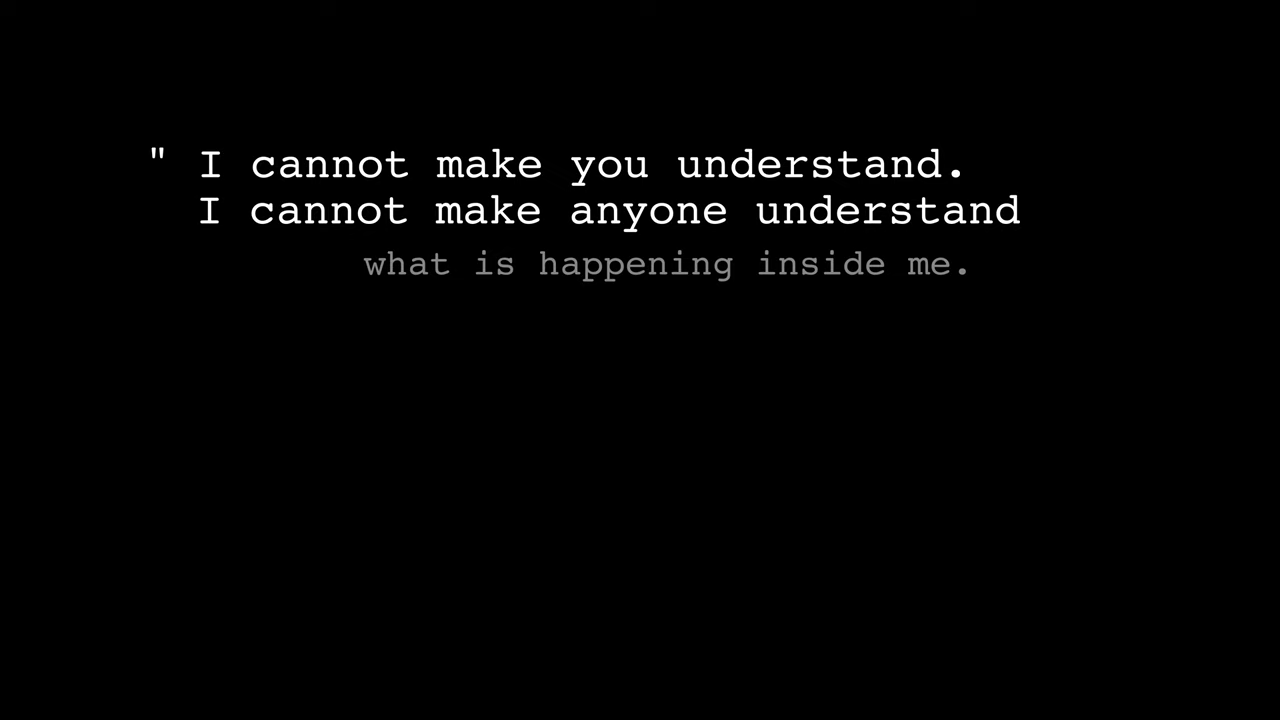 " I cannot make you understand.
I cannot make anyone understand
what is happening inside me.